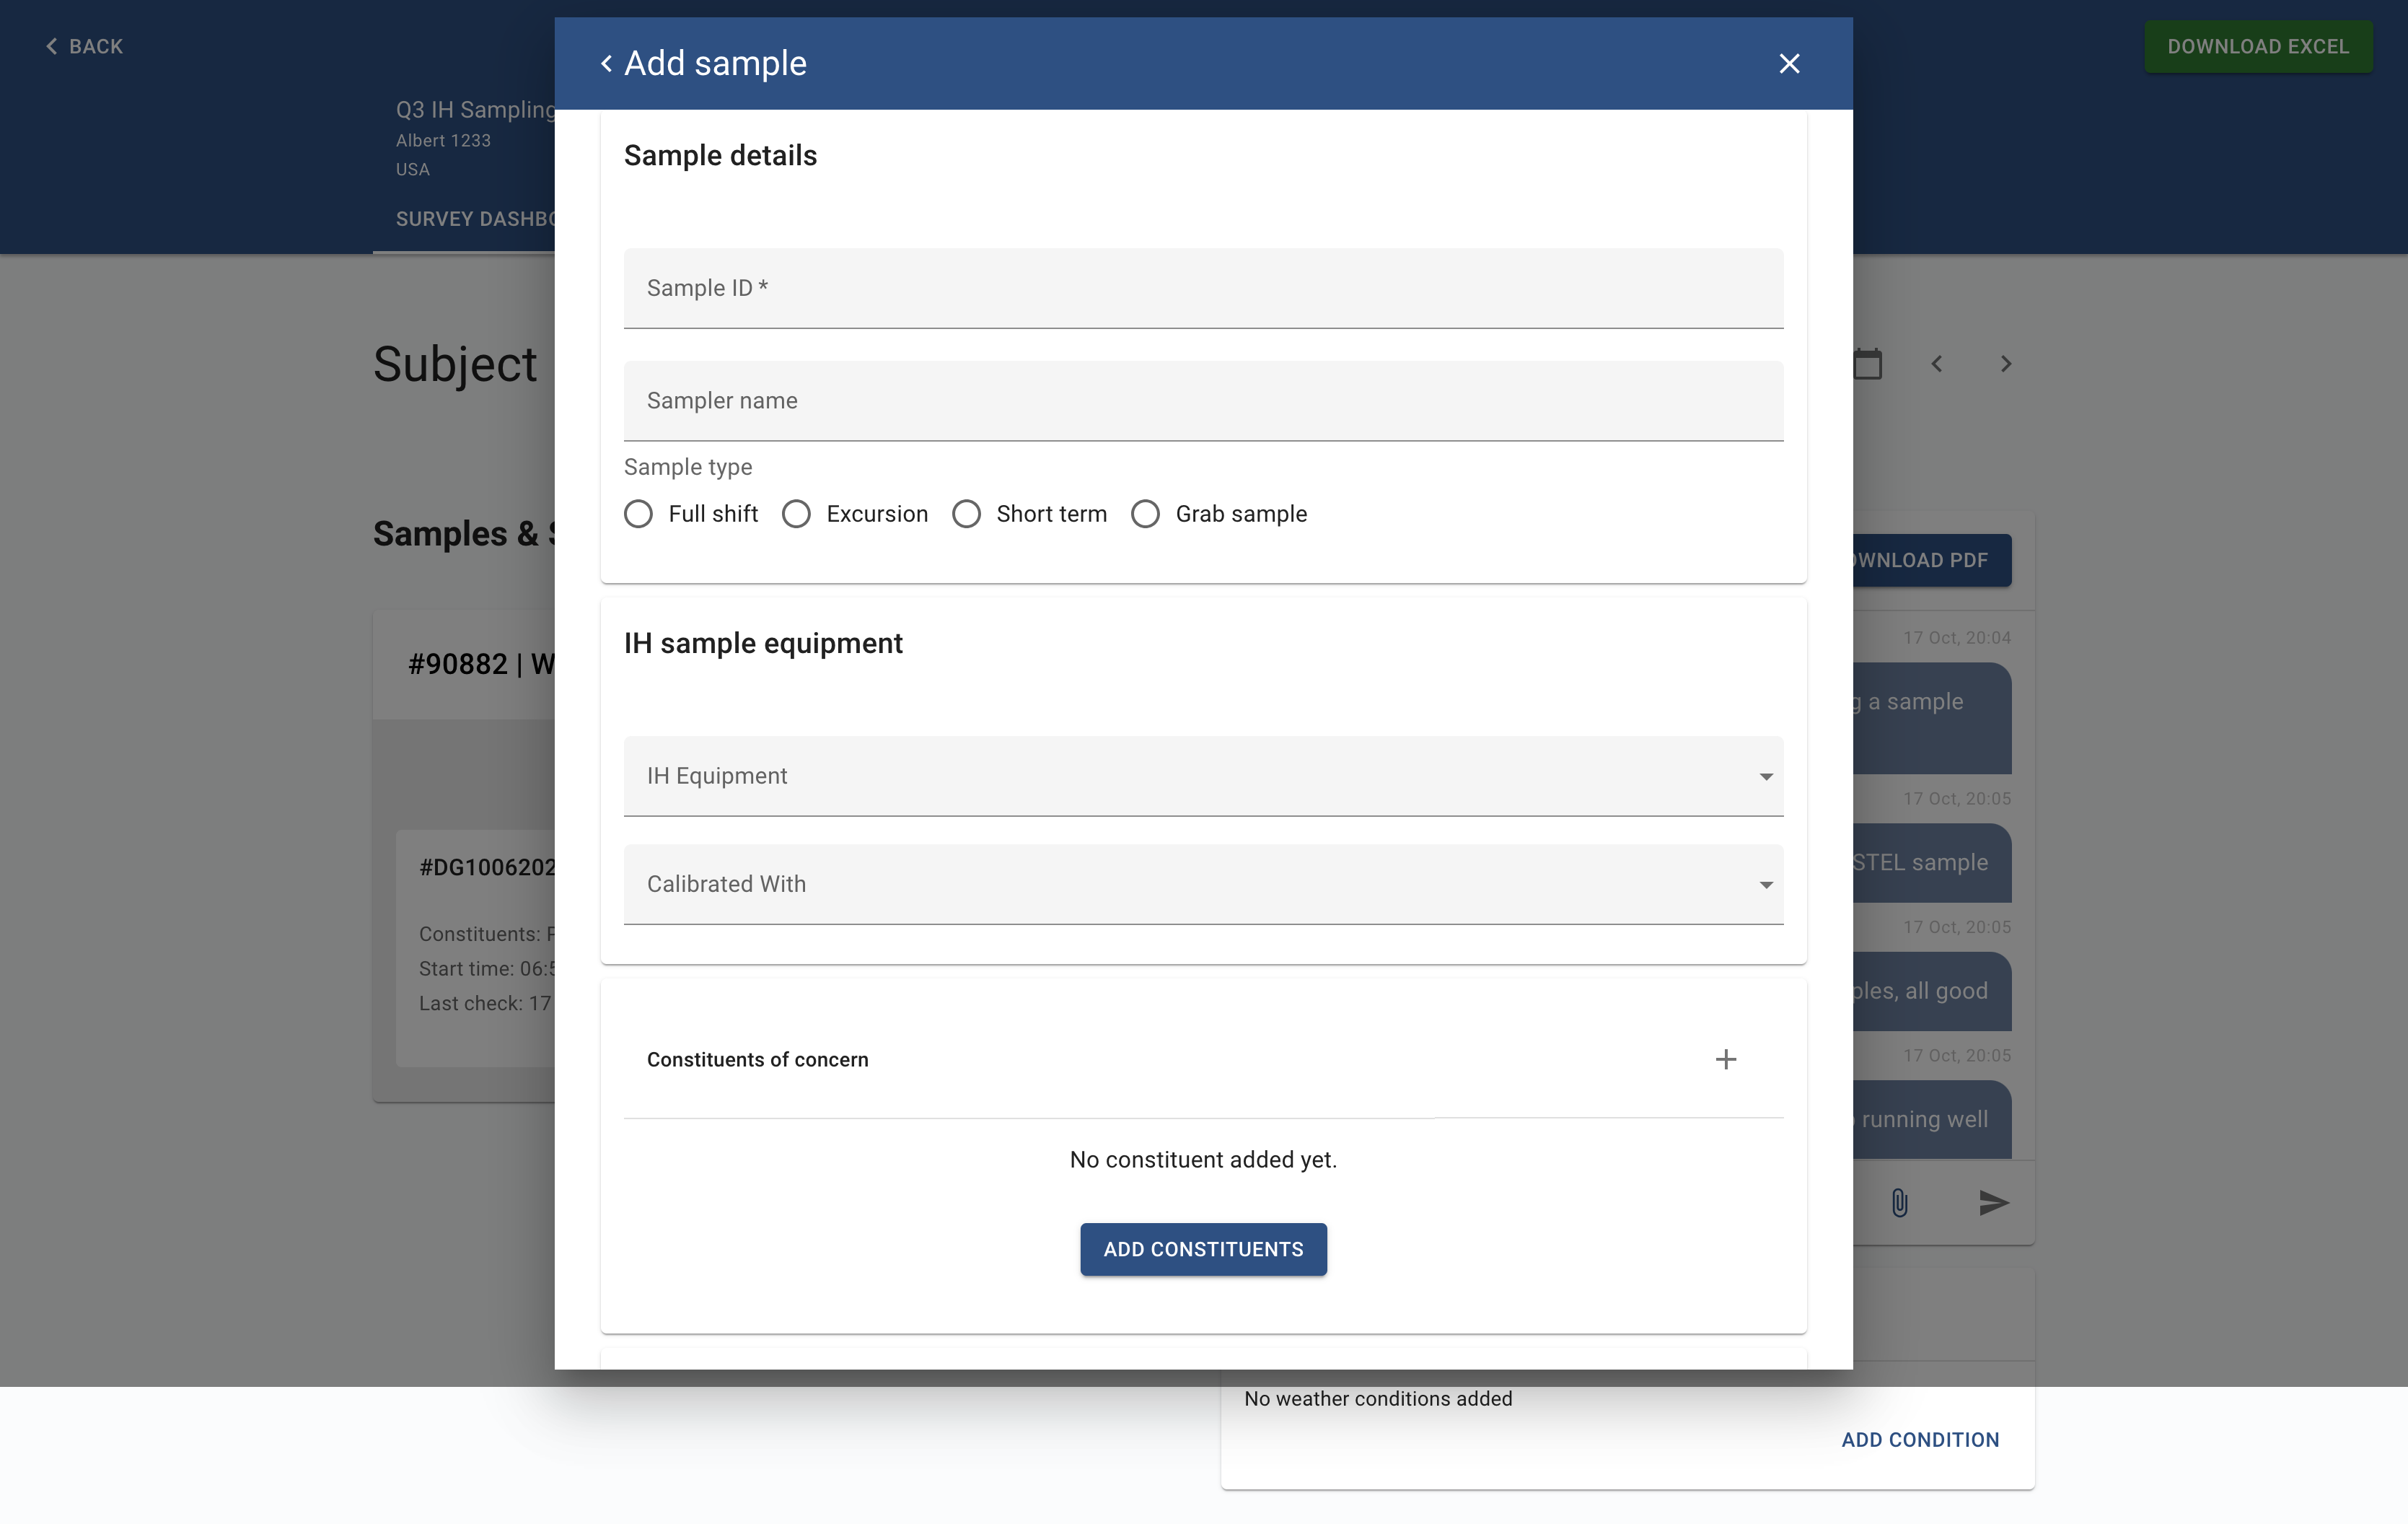 BACK
DOWNLOAD EXCEL
Q3 IH Sampling
Albert 1233
USA
SURVEY DASHBO
Subject
Samples &
#90882 | W
#DG1006202
Constituents:
Start time: 06:5
Last check: 17
Add sample
Sample details
Sample ID *
Sampler name
Sample type
Full shift
Excursion
Short term
Grab sample
IH sample equipment
IH Equipment
Calibrated With
Constituents of concern
No constituent added yet.
ADD CONSTITUENTS
OWNLOAD PDF
17 Oct, 20:04
g a sample
17 Oct, 20:05
STEL sample
17 Oct, 20:05
ples, all good
17 Oct, 20:05
running well
No weather conditions added
ADD CONDITION